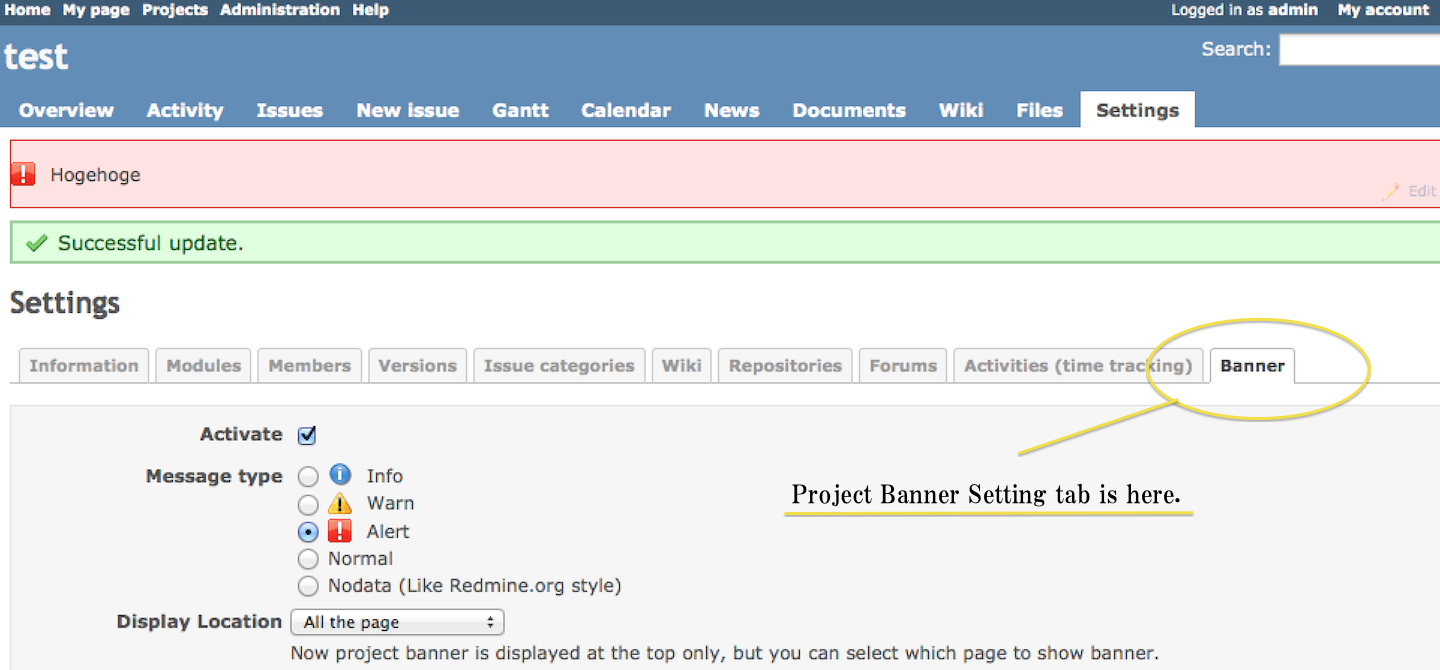 Home My page Projects Administration Help Logged in as admin My account
test Search:
Overview Activity Issues New issue Gantt Calendar News Documents Wiki Files Settings
Hogehoge
Edit
Successful update.
Settings
Information Modules Members Versions Issue categories Wiki Repositories Forums Activities (time tracking) Banner
Activate
Message type Info
Warn
Project Banner Setting tab is here.
Alert
Normal
Nodata (Like Redmine.org style)
Display Location All the page
Now project banner is displayed at the top only, but you can select which page to show banner.